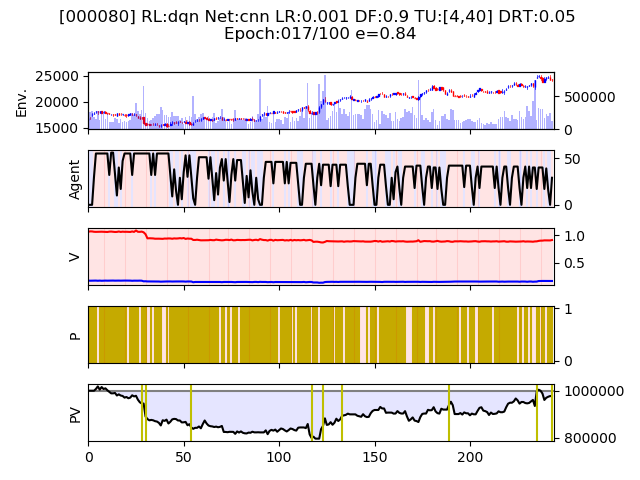 [000080] RL:dqn Net:cnn LR:0.001 DF:0.9 TU:[4,40] DRT:0.05
Epoch:017/100 e=0.84
Env.
25000
20000
15000
500000
0
Agent
50
0
V
1.0
0.5
P
1
0
PV
1000000
800000
0 50 100 150 200